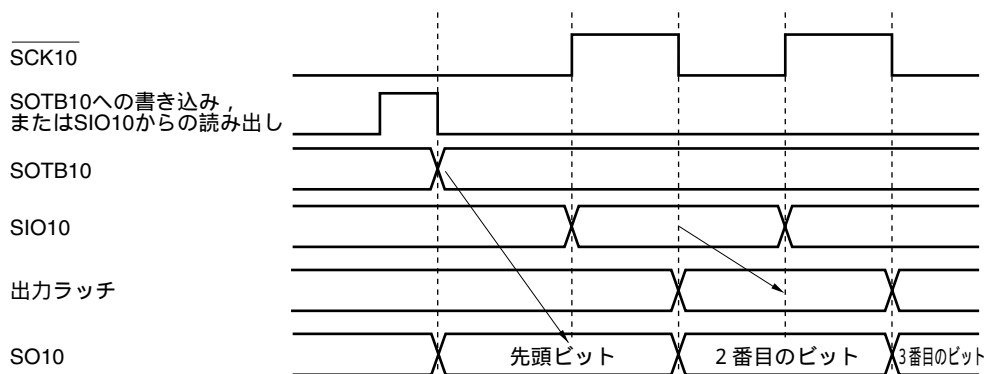 SCK10
SOTB10への書き込み，
またはSIO10からの読み出し
SOTB10
SIO10
出力ラッチ
SO10
先頭ビット
2番目のビット
3番目のビット